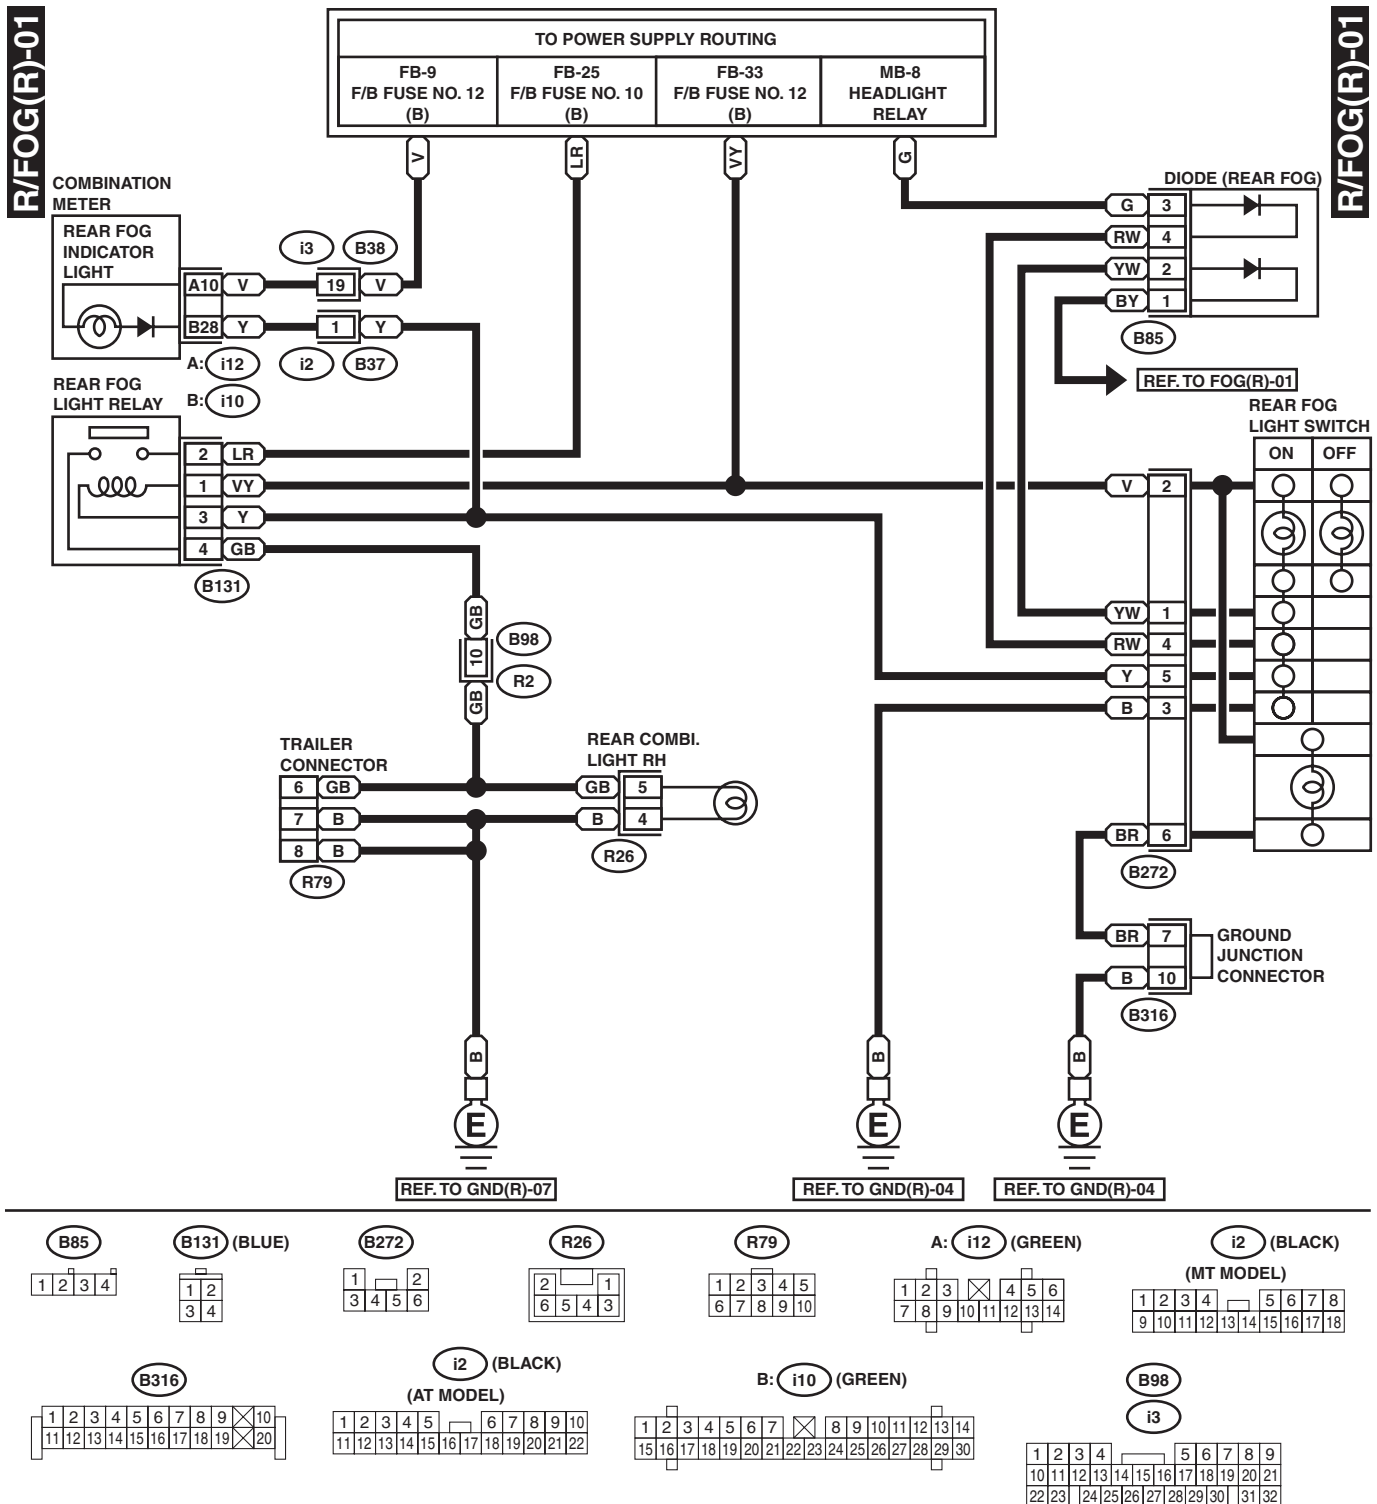 R/FOG(R)-01
R/FOG(R)-01
TO POWER SUPPLY ROUTING
FB-9
F/B FUSE NO. 12
(B)
FB-25
F/B FUSE NO. 10
(B)
FB-33
F/B FUSE NO. 12
(B)
MB-8
HEADLIGHT
RELAY
V
LR
VY
G
COMBINATION
METER
REAR FOG
INDICATOR
LIGHT
A10 V
B28 Y
i3 B38
19 V
1 Y
i2 B37
A: i12
B: i10
DIODE (REAR FOG)
G 3
RW 4
YW 2
BY 1
B85
REF. TO FOG(R)-01
REAR FOG
LIGHT RELAY
2 LR
1 VY
3 Y
4 GB
B131
REAR FOG
LIGHT SWITCH
ON OFF
V 2
YW 1
RW 4
Y 5
B 3
BR 6
B272
GB
10
GB
B98
R2
TRAILER
CONNECTOR
6 GB
7 B
8 B
R79
REAR COMBI.
LIGHT RH
GB 5
B 4
R26
BR 7
B 10
GROUND
JUNCTION
CONNECTOR
B316
B
B
B
E
E
E
REF. TO GND(R)-07
REF. TO GND(R)-04
REF. TO GND(R)-04
B85
1 2 3 4
B131 (BLUE)
1 2
3 4
B272
1 2
3 4 5 6
R26
2 1
6 5 4 3
R79
1 2 3 4 5
6 7 8 9 10
A: i12 (GREEN)
1 2 3 4 5 6
7 8 9 10 11 12 13 14
i2 (BLACK)
(MT MODEL)
1 2 3 4 5 6 7 8
9 10 11 12 13 14 15 16 17 18
B316
1 2 3 4 5 6 7 8 9 10
11 12 13 14 15 16 17 18 19 20
i2 (BLACK)
(AT MODEL)
1 2 3 4 5 6 7 8 9 10
11 12 13 14 15 16 17 18 19 20 21 22
B: i10 (GREEN)
1 2 3 4 5 6 7 8 9 10 11 12 13 14
15 16 17 18 19 20 21 22 23 24 25 26 27 28 29 30
B98
i3
1 2 3 4 5 6 7 8 9
10 11 12 13 14 15 16 17 18 19 20 21
22 23 24 25 26 27 28 29 30 31 32